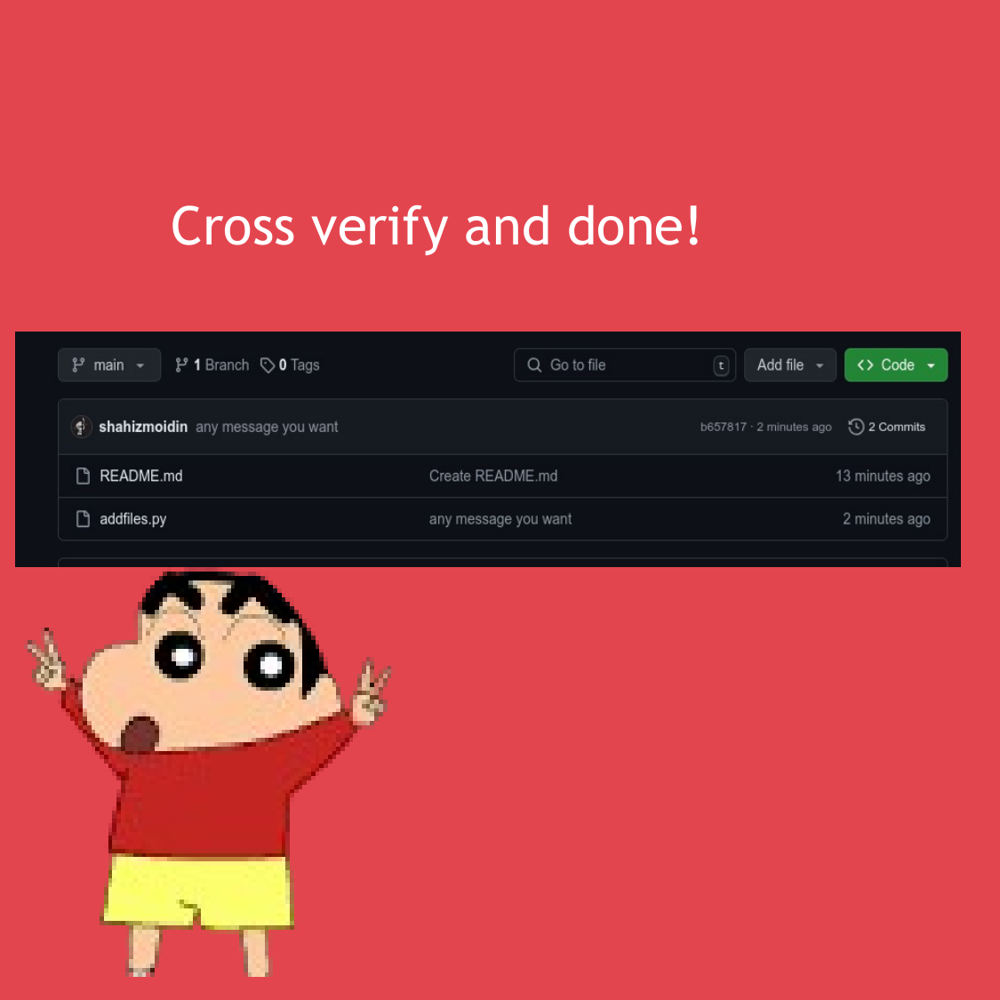 Cross verify and done!
main 1 Branch 0 Tags Go to file t Add file Code
shahizmoidin any message you want b657817 · 2 minutes ago 2 Commits
README.md Create README.md 13 minutes ago
addfiles.py any message you want 2 minutes ago